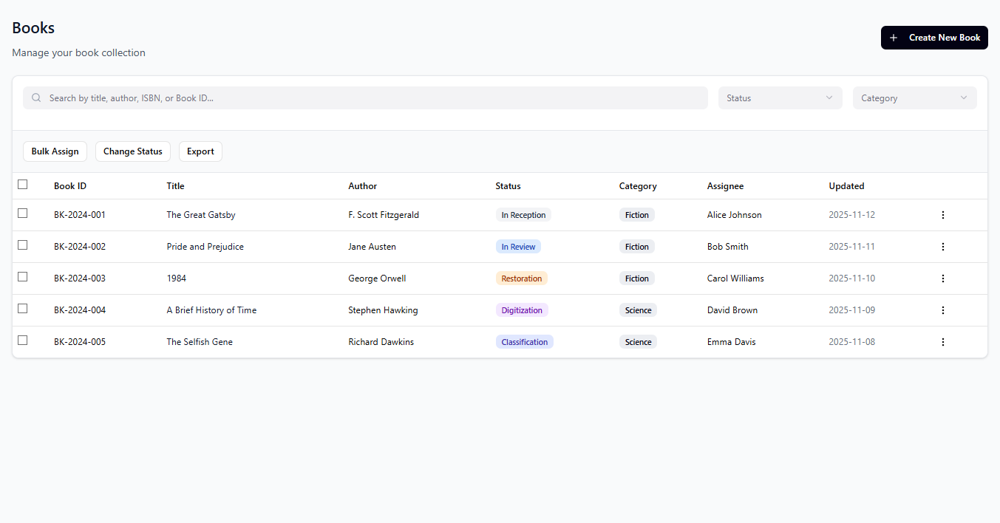 Books
Manage your book collection
Create New Book
Search by title, author, ISBN, or Book ID...
Status
Category
Bulk Assign Change Status Export
Book ID Title Author Status Category Assignee Updated
BK-2024-001 The Great Gatsby F. Scott Fitzgerald In Reception Fiction Alice Johnson 2025-11-12
BK-2024-002 Pride and Prejudice Jane Austen In Review Fiction Bob Smith 2025-11-11
BK-2024-003 1984 George Orwell Restoration Fiction Carol Williams 2025-11-10
BK-2024-004 A Brief History of Time Stephen Hawking Digitization Science David Brown 2025-11-09
BK-2024-005 The Selfish Gene Richard Dawkins Classification Science Emma Davis 2025-11-08